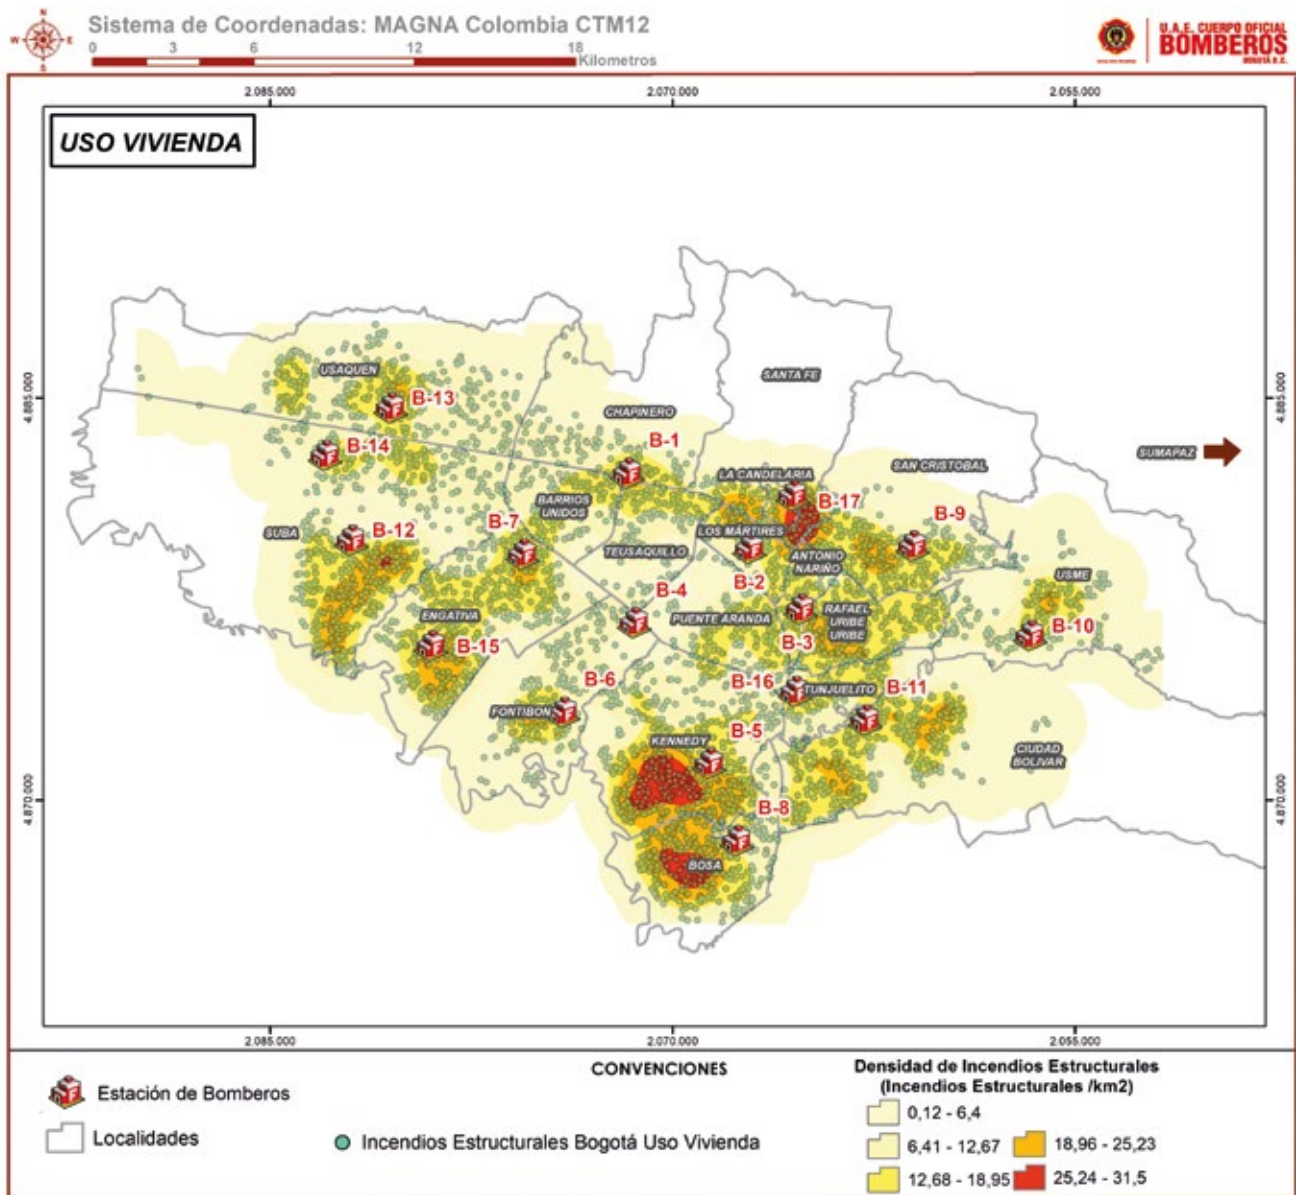 Sistema de Coordenadas: MAGNA Colombia CTM12
N
W
E
S
0 3 6 12 18
Kilometros
U.A.E. CUERPO OFICIAL
BOMBEROS
BOGOTÁ D.C.
2.085.000 2.070.000 2.055.000
USO VIVIENDA
4.885.000
4.885.000
SANTA FE
USAQUEN
B-13
CHAPINERO
B-14
B-1
SUMAPAZ
LA CANDELARIA
SAN CRISTOBAL
BARRIOS
UNIDOS
B-17
B-7
B-9
SUBA
B-12
LOS MÁRTIRES
TEUSAQUILLO
ANTONIO
NARIÑO
USME
B-2
B-4
ENGATIVA
PUENTE ARANDA
RAFAEL
URIBE
URIBE
B-10
B-3
B-15
B-6
B-16
TUNJUELITO
B-11
FONTIBON
B-5
KENNEDY
CIUDAD
BOLIVAR
4.870.000
4.870.000
B-8
BOSA
2.085.000 2.070.000 2.055.000
CONVENCIONES
Estación de Bomberos
Localidades
Incendios Estructurales Bogotá Uso Vivienda
Densidad de Incendios Estructurales
(Incendios Estructurales /km2)
0,12 - 6,4
6,41 - 12,67
18,96 - 25,23
12,68 - 18,95
25,24 - 31,5